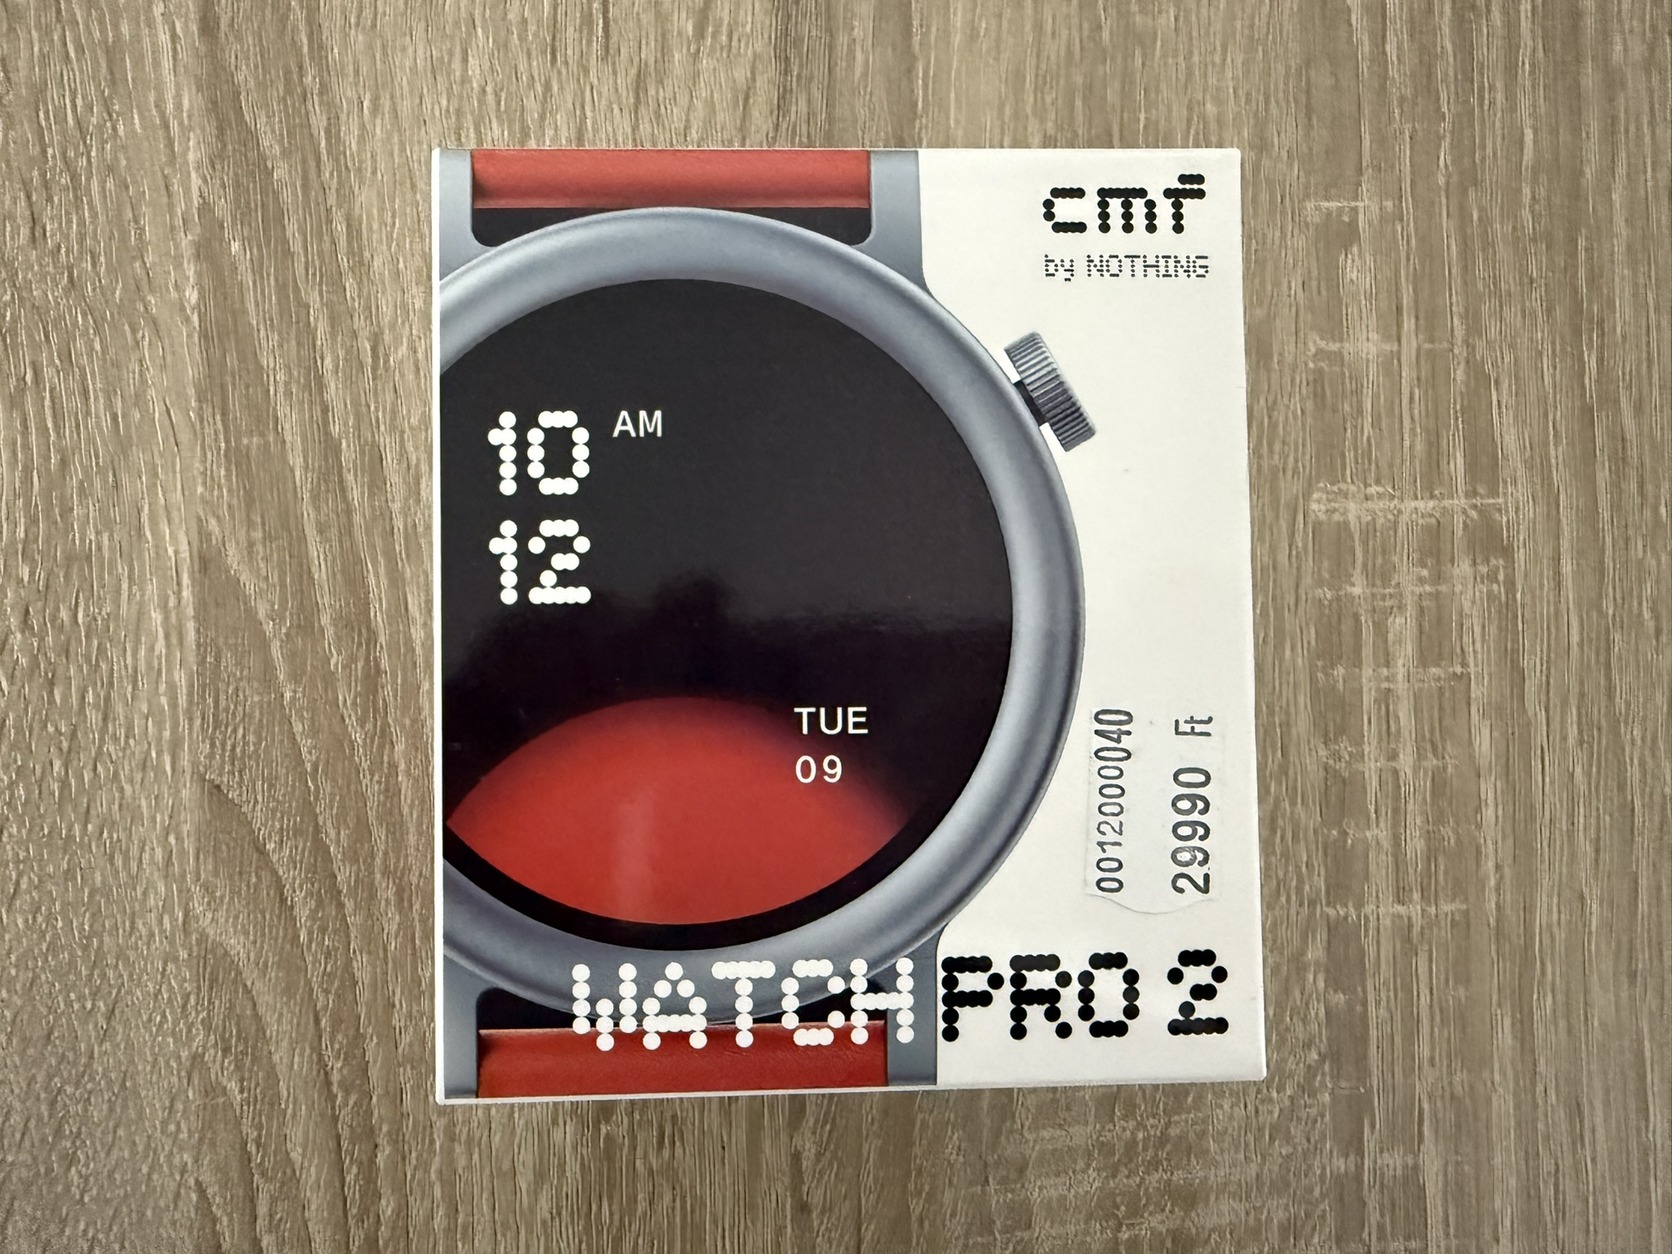 cmf
by NOTHING
10 AM
12
TUE
09
0012000040
29990 Ft
WATCH PRO 2